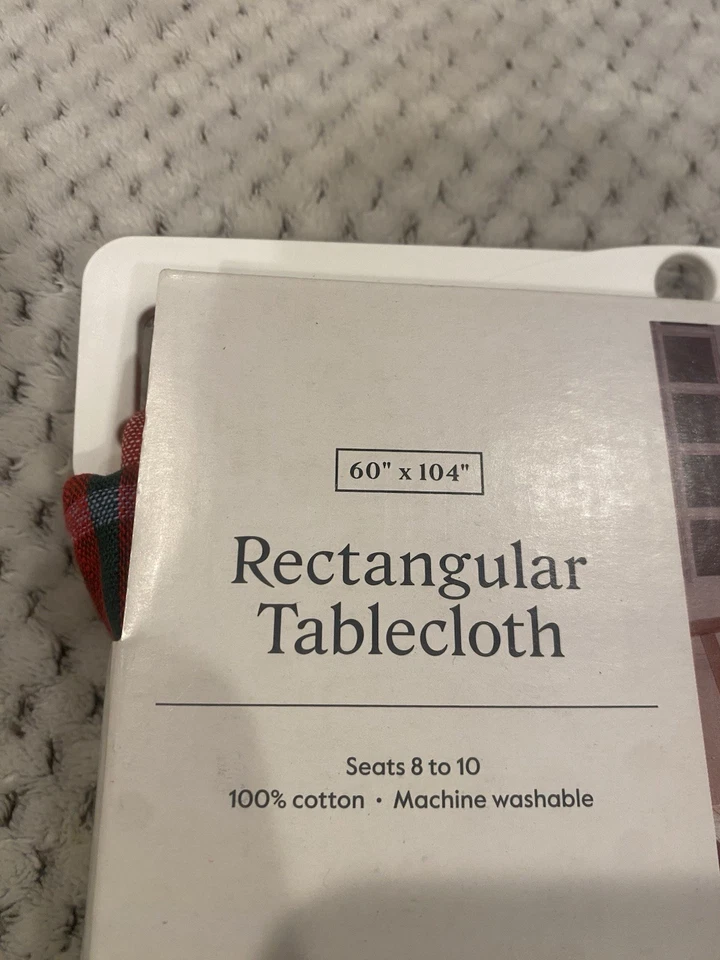 60" x 104"
Rectangular
Tablecloth
Seats 8 to 10
100% cotton • Machine washable